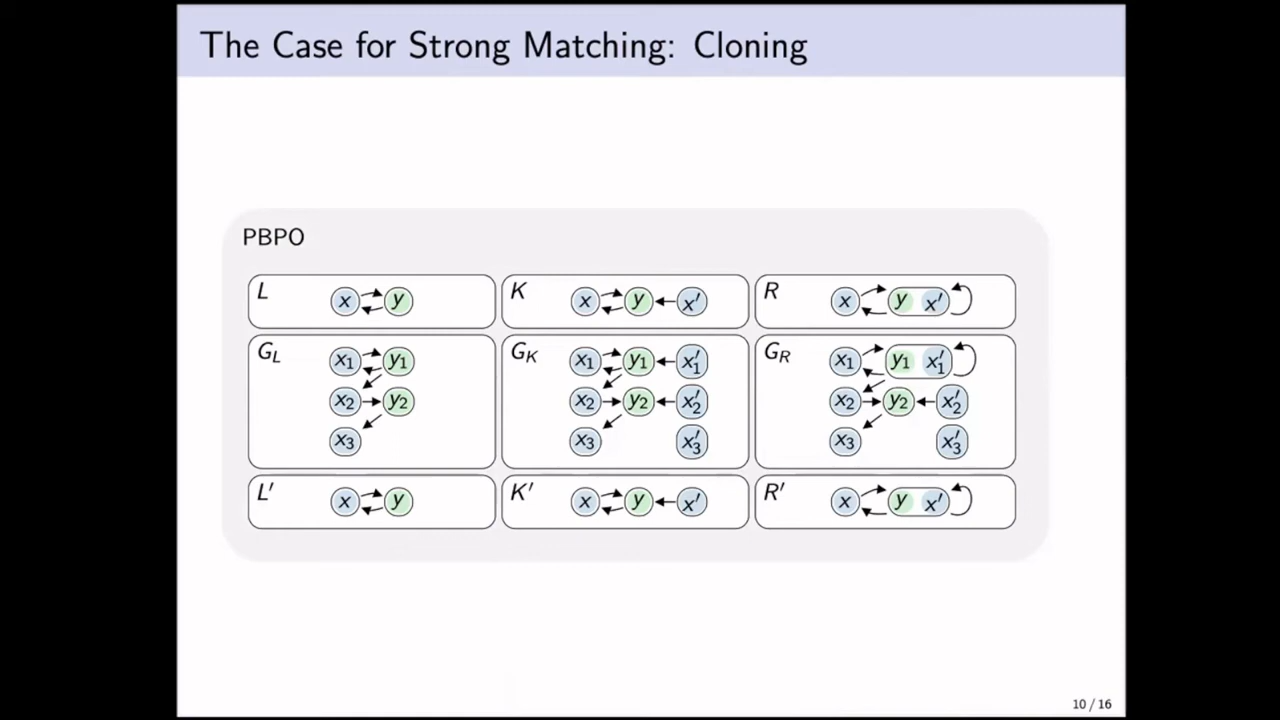 The Case for Strong Matching: Cloning
PBPO
L x y
K x y x′
R x y x′
G_L x₁ y₁
x₂ y₂
x₃
G_K x₁ y₁ x′₁
x₂ y₂ x′₂
x₃ x′₃
G_R x₁ y₁ x′₁
x₂ y₂ x′₂
x₃ x′₃
L′ x y
K′ x y x′
R′ x y x′
10 / 16